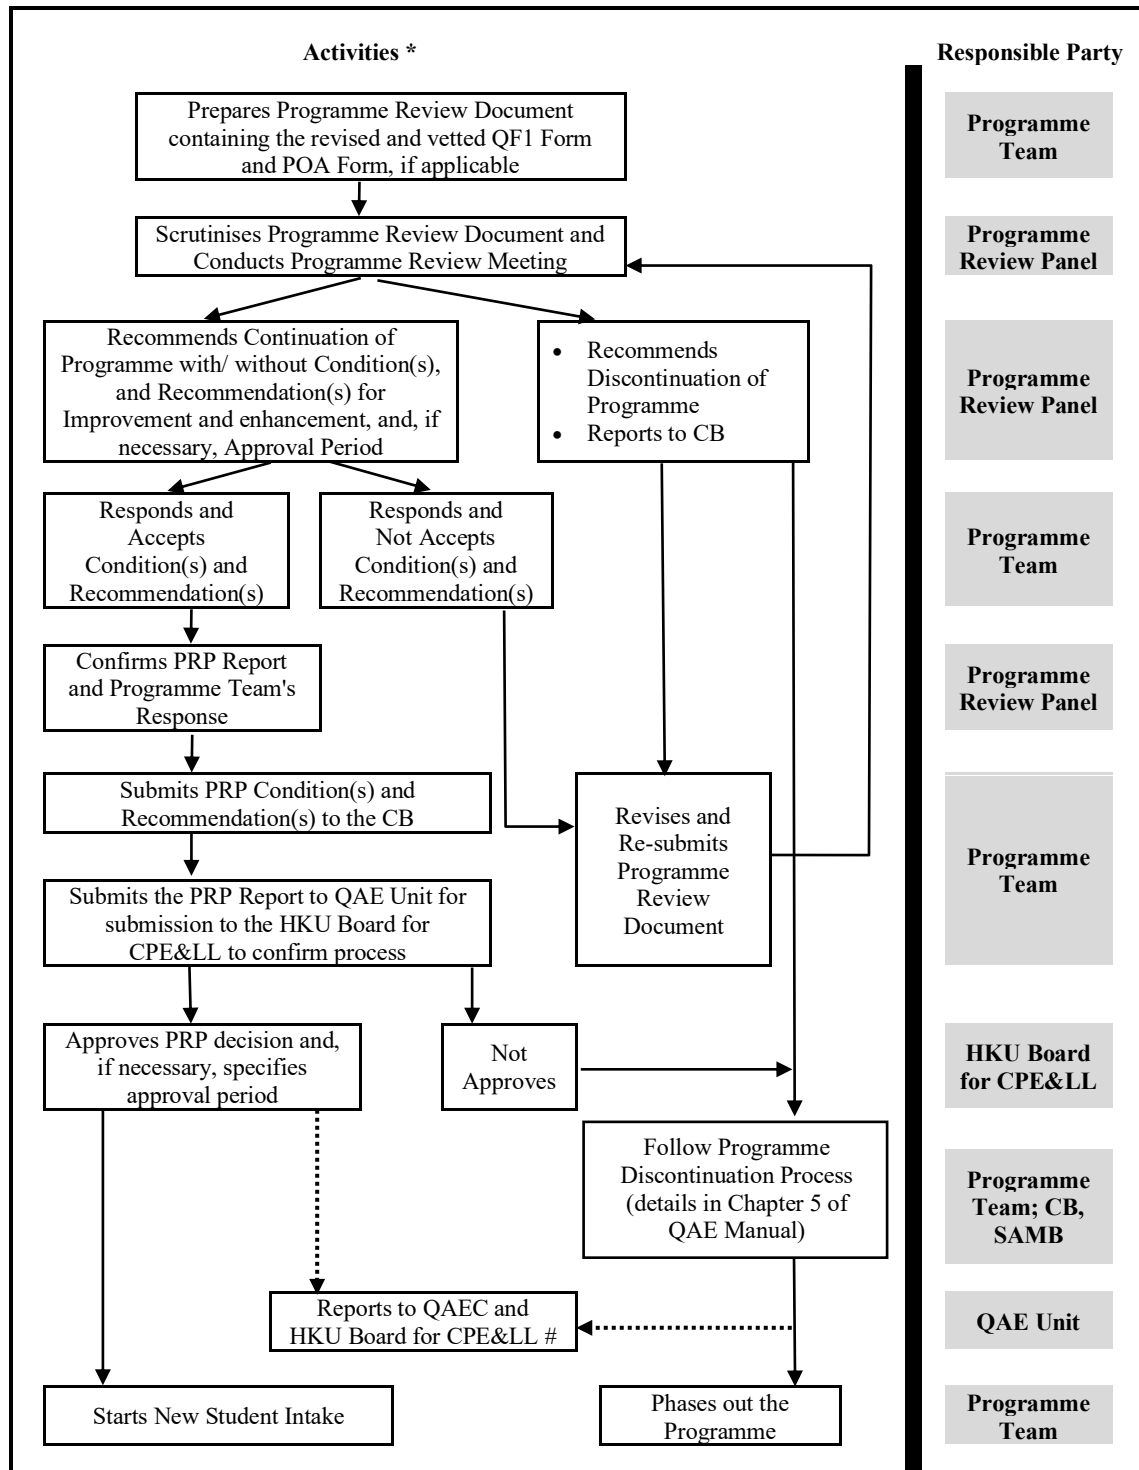 Activities *
Responsible Party
Prepares Programme Review Document
containing the revised and vetted QF1 Form
and POA Form, if applicable
Programme
Team
Scrutinises Programme Review Document and
Conducts Programme Review Meeting
Programme
Review Panel
Recommends Continuation of
Programme with/ without Condition(s),
and Recommendation(s) for
Improvement and enhancement, and, if
necessary, Approval Period
• Recommends
Discontinuation of
Programme
• Reports to CB
Programme
Review Panel
Responds and
Accepts
Condition(s) and
Recommendation(s)
Responds and
Not Accepts
Condition(s) and
Recommendation(s)
Programme
Team
Confirms PRP Report
and Programme Team's
Response
Programme
Review Panel
Submits PRP Condition(s) and
Recommendation(s) to the CB
Revises and
Re-submits
Programme
Review
Document
Programme
Team
Submits the PRP Report to QAE Unit for
submission to the HKU Board for
CPE&LL to confirm process
Approves PRP decision and,
if necessary, specifies
approval period
Not
Approves
HKU Board
for CPE&LL
Follow Programme
Discontinuation Process
(details in Chapter 5 of
QAE Manual)
Programme
Team; CB,
SAMB
Reports to QAEC and
HKU Board for CPE&LL #
QAE Unit
Starts New Student Intake
Phases out the
Programme
Programme
Team